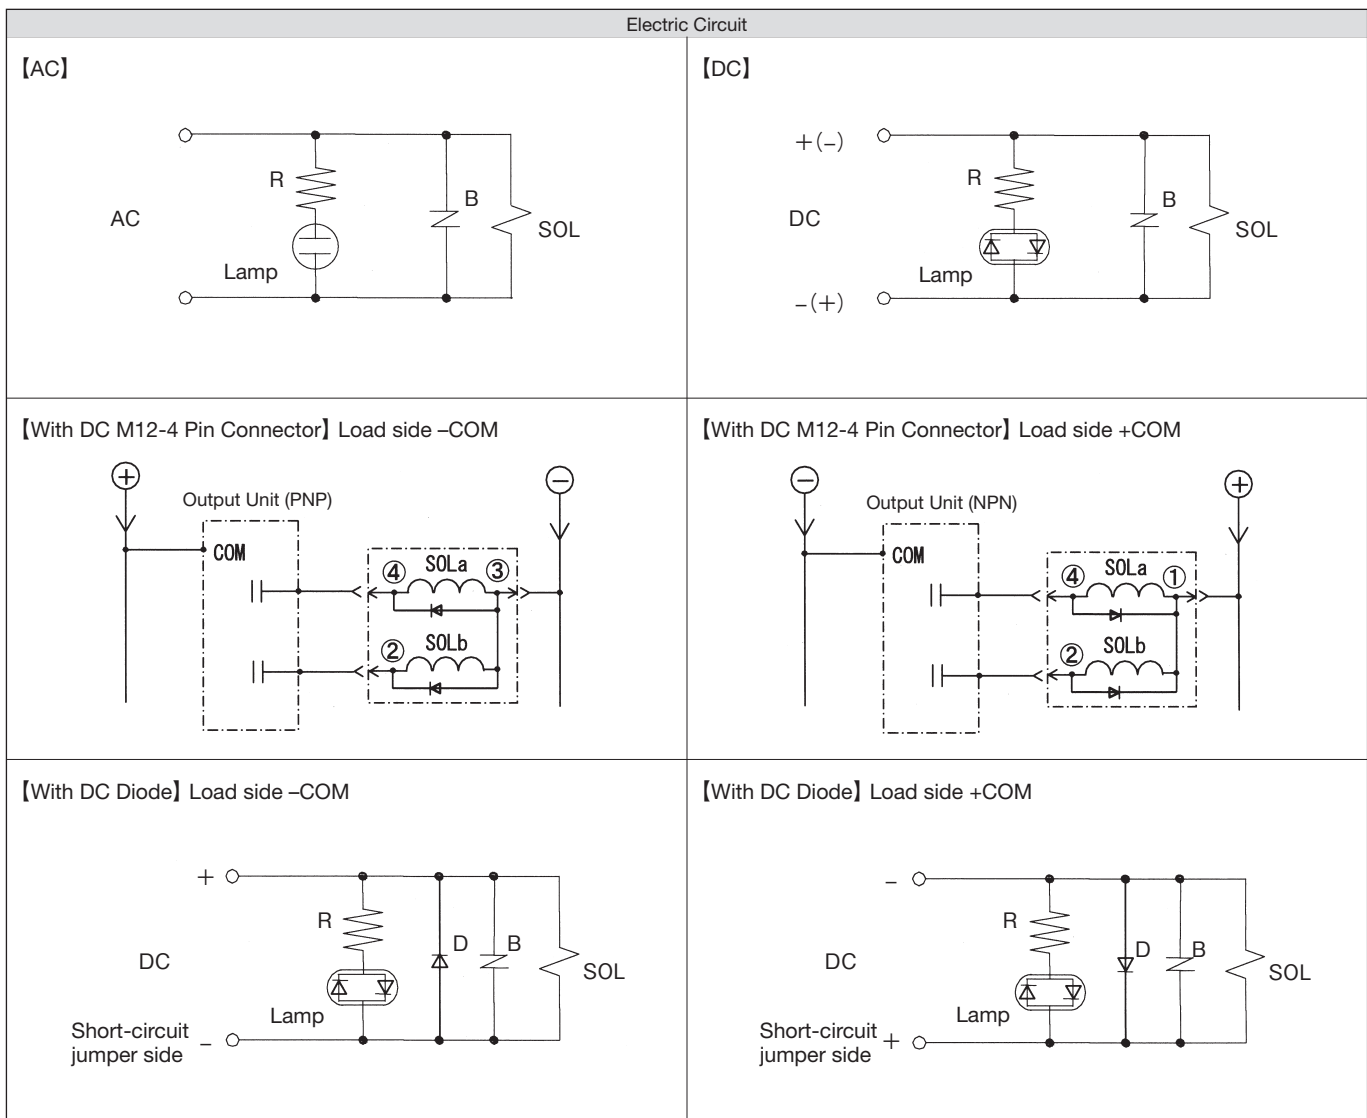 Electric Circuit
【AC】
R
B
AC
SOL
Lamp
【DC】
+(−)
R
B
DC
SOL
Lamp
−(+)
【With DC M12-4 Pin Connector】 Load side –COM
+
−
Output Unit (PNP)
COM
④ SOLa ③
② SOLb
【With DC M12-4 Pin Connector】 Load side +COM
−
+
Output Unit (NPN)
COM
④ SOLa ①
② SOLb
【With DC Diode】 Load side –COM
+
R
D B
DC
SOL
Lamp
Short-circuit
jumper side −
【With DC Diode】 Load side +COM
−
R
D B
DC
SOL
Lamp
Short-circuit
jumper side +